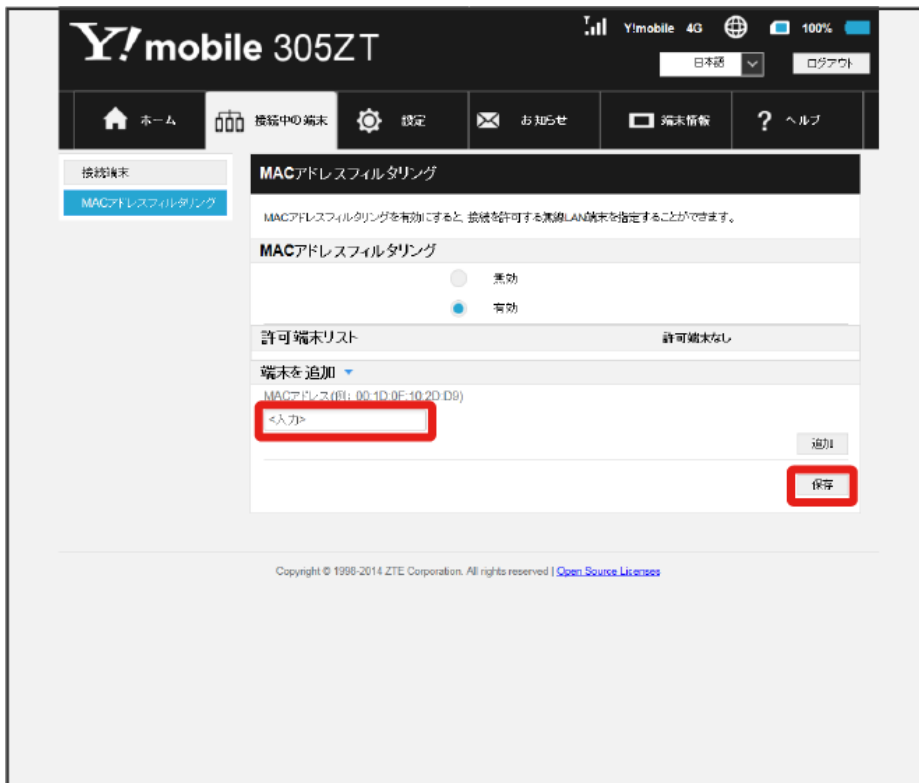 Y! mobile 305ZT
Y!mobile 4G 100%
日本語 ログアウト
ホーム 接続中の端末 設定 お知らせ 端末情報 ? ヘルプ
接続端末
MACアドレスフィルタリング
MACアドレスフィルタリング
MACアドレスフィルタリングを有効にすると、接続を許可する無線LAN端末を指定することができます。
MACアドレスフィルタリング
無効
有効
許可端末リスト 許可端末なし
端末を追加
MACアドレス(例：00:1D:0F:10:2D:D9)
<入力>
追加
保存
Copyright © 1998-2014 ZTE Corporation. All rights reserved | Open Source Licenses